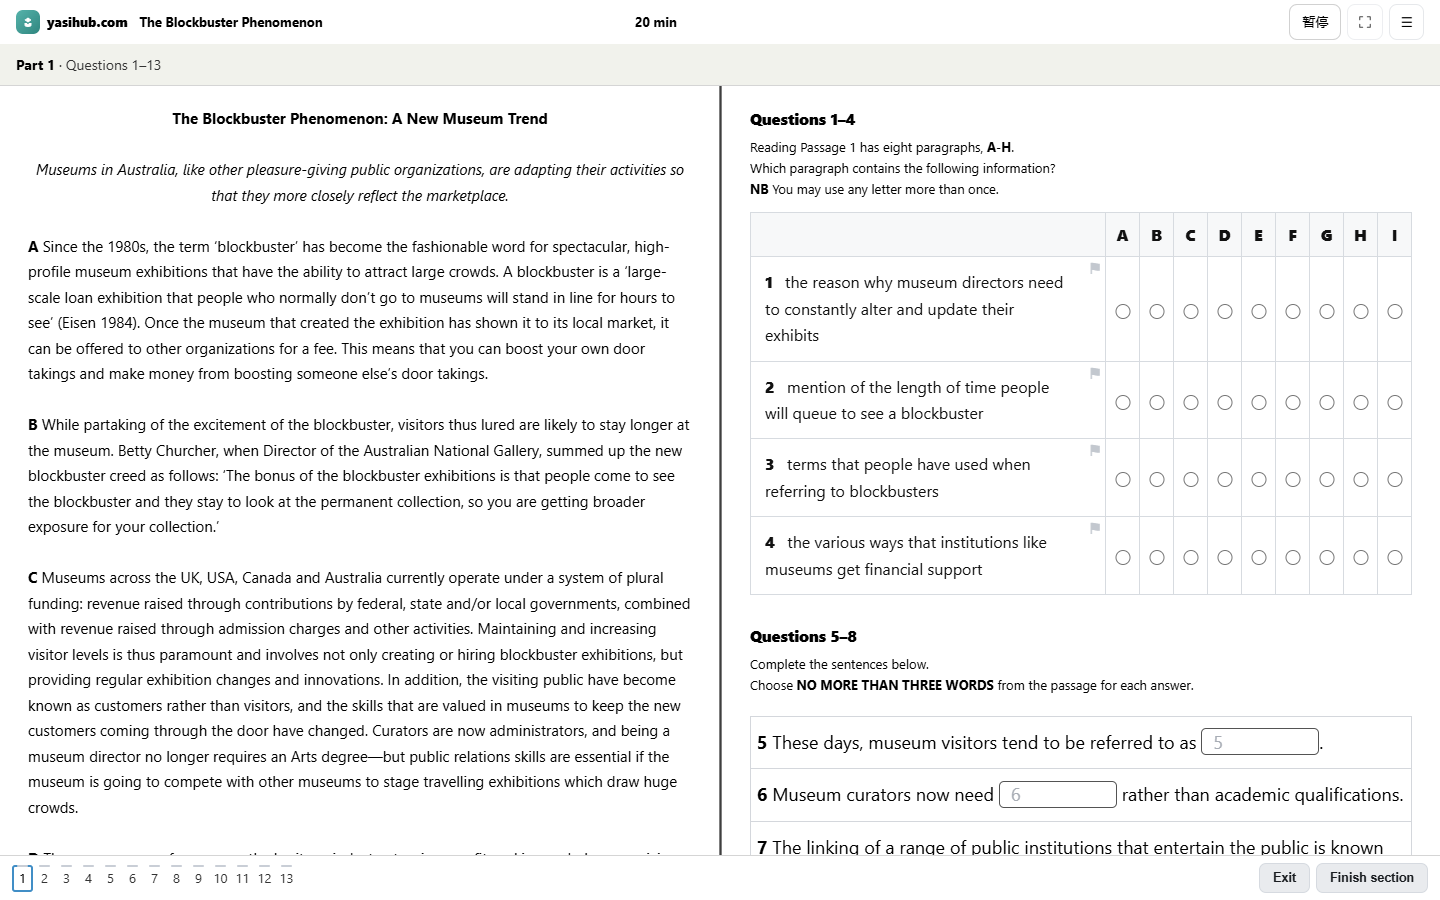 yasihub.com The Blockbuster Phenomenon
20 min
暂停
Part 1 · Questions 1–13
The Blockbuster Phenomenon: A New Museum Trend
Museums in Australia, like other pleasure-giving public organizations, are adapting their activities so
that they more closely reflect the marketplace.
A Since the 1980s, the term ‘blockbuster’ has become the fashionable word for spectacular, high-
profile museum exhibitions that have the ability to attract large crowds. A blockbuster is a ‘large-
scale loan exhibition that people who normally don’t go to museums will stand in line for hours to
see’ (Eisen 1984). Once the museum that created the exhibition has shown it to its local market, it
can be offered to other organizations for a fee. This means that you can boost your own door
takings and make money from boosting someone else’s door takings.
B While partaking of the excitement of the blockbuster, visitors thus lured are likely to stay longer at
the museum. Betty Churcher, when Director of the Australian National Gallery, summed up the new
blockbuster creed as follows: ‘The bonus of the blockbuster exhibitions is that people come to see
the blockbuster and they stay to look at the permanent collection, so you are getting broader
exposure for your collection.’
C Museums across the UK, USA, Canada and Australia currently operate under a system of plural
funding: revenue raised through contributions by federal, state and/or local governments, combined
with revenue raised through admission charges and other activities. Maintaining and increasing
visitor levels is thus paramount and involves not only creating or hiring blockbuster exhibitions, but
providing regular exhibition changes and innovations. In addition, the visiting public have become
known as customers rather than visitors, and the skills that are valued in museums to keep the new
customers coming through the door have changed. Curators are now administrators, and being a
museum director no longer requires an Arts degree—but public relations skills are essential if the
museum is going to compete with other museums to stage travelling exhibitions which draw huge
crowds.
Questions 1–4
Reading Passage 1 has eight paragraphs, A-H.
Which paragraph contains the following information?
NB You may use any letter more than once.
A B C D E F G H I
1 the reason why museum directors need
to constantly alter and update their
exhibits
2 mention of the length of time people
will queue to see a blockbuster
3 terms that people have used when
referring to blockbusters
4 the various ways that institutions like
museums get financial support
Questions 5–8
Complete the sentences below.
Choose NO MORE THAN THREE WORDS from the passage for each answer.
5 These days, museum visitors tend to be referred to as 5 .
6 Museum curators now need 6 rather than academic qualifications.
7 The linking of a range of public institutions that entertain the public is known
1 2 3 4 5 6 7 8 9 10 11 12 13
Exit
Finish section